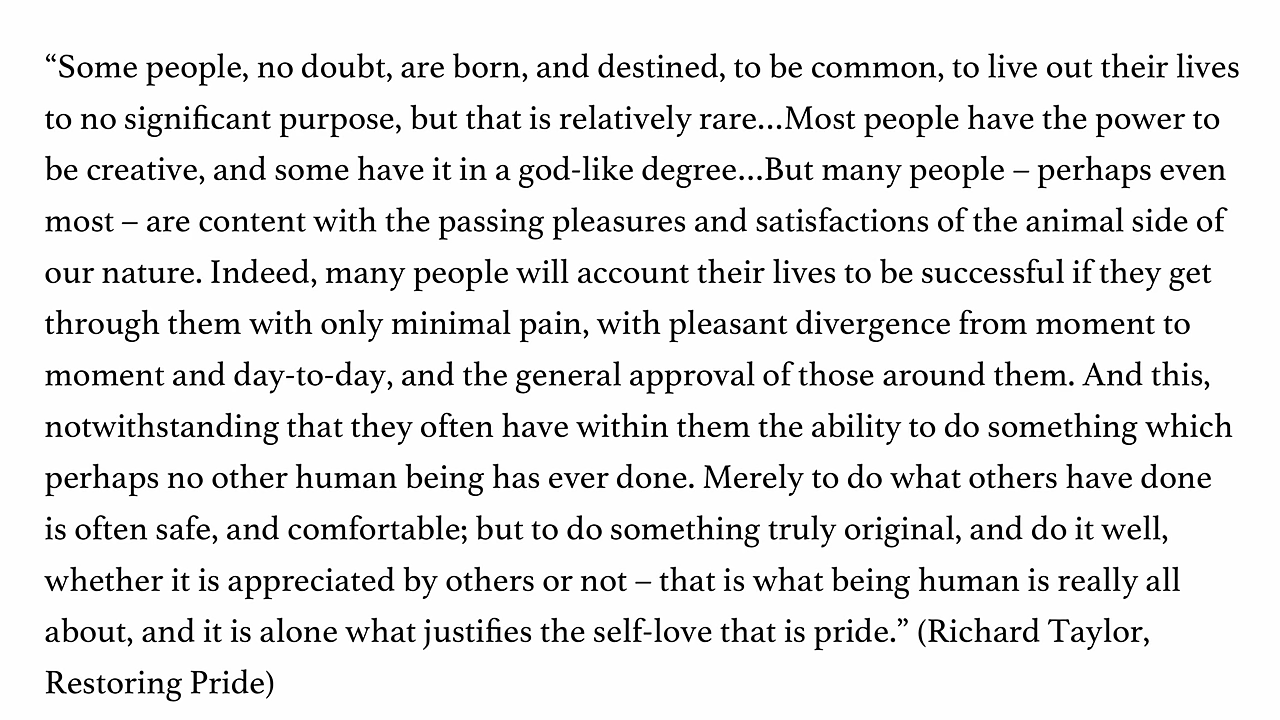 “Some people, no doubt, are born, and destined, to be common, to live out their lives
to no significant purpose, but that is relatively rare...Most people have the power to
be creative, and some have it in a god-like degree...But many people – perhaps even
most – are content with the passing pleasures and satisfactions of the animal side of
our nature. Indeed, many people will account their lives to be successful if they get
through them with only minimal pain, with pleasant divergence from moment to
moment and day-to-day, and the general approval of those around them. And this,
notwithstanding that they often have within them the ability to do something which
perhaps no other human being has ever done. Merely to do what others have done
is often safe, and comfortable; but to do something truly original, and do it well,
whether it is appreciated by others or not – that is what being human is really all
about, and it is alone what justifies the self-love that is pride.” (Richard Taylor,
Restoring Pride)